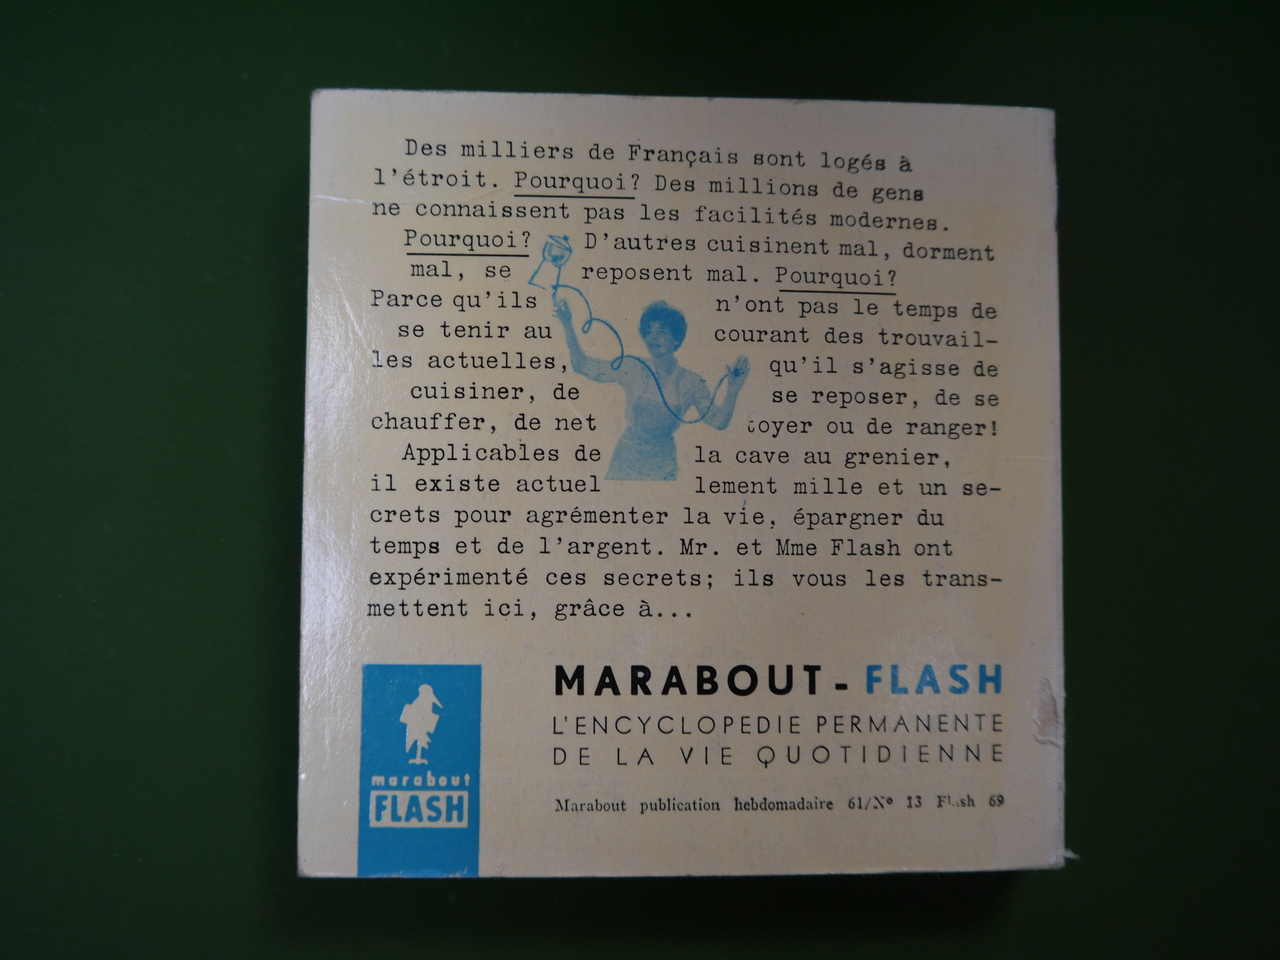 Des milliers de Français sont logés à
l'étroit. Pourquoi? Des millions de gens
ne connaissent pas les facilités modernes.
Pourquoi? D'autres cuisinent mal, dorment
mal, se reposent mal. Pourquoi?
Parce qu'ils n'ont pas le temps de
se tenir au courant des trouvail-
les actuelles, qu'il s'agisse de
cuisiner, de se reposer, de se
chauffer, de net toyer ou de ranger!
Applicables de la cave au grenier,
il existe actuel lement mille et un se-
crets pour agrémenter la vie, épargner du
temps et de l'argent. Mr. et Mme Flash ont
expérimenté ces secrets; ils vous les trans-
mettent ici, grâce à...
MARABOUT - FLASH
L'ENCYCLOPEDIE PERMANENTE
DE LA VIE QUOTIDIENNE
Marabout publication hebdomadaire 61/Nº 13 Flash 69
marabout
FLASH